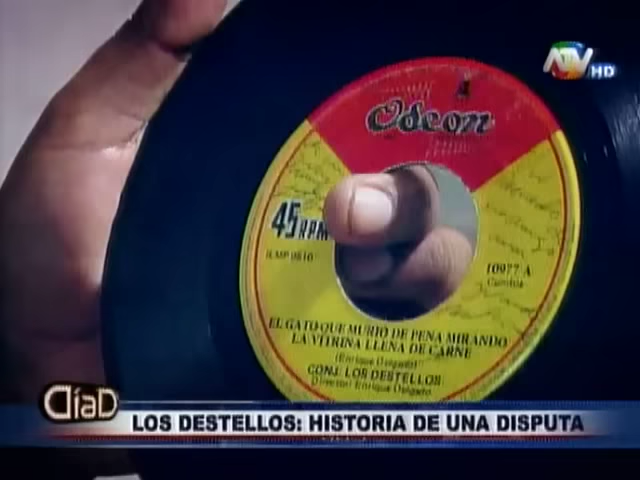 ATV HD
Odeon
45 RPM
10977 A
EL GATO QUE MURIO DE PENA MIRANDO
LA VITRINA LLENA DE CARNE
(Enrique Delgado)
CONJ. LOS DESTELLOS
Director: Enrique Delgado
DíaD
LOS DESTELLOS: HISTORIA DE UNA DISPUTA